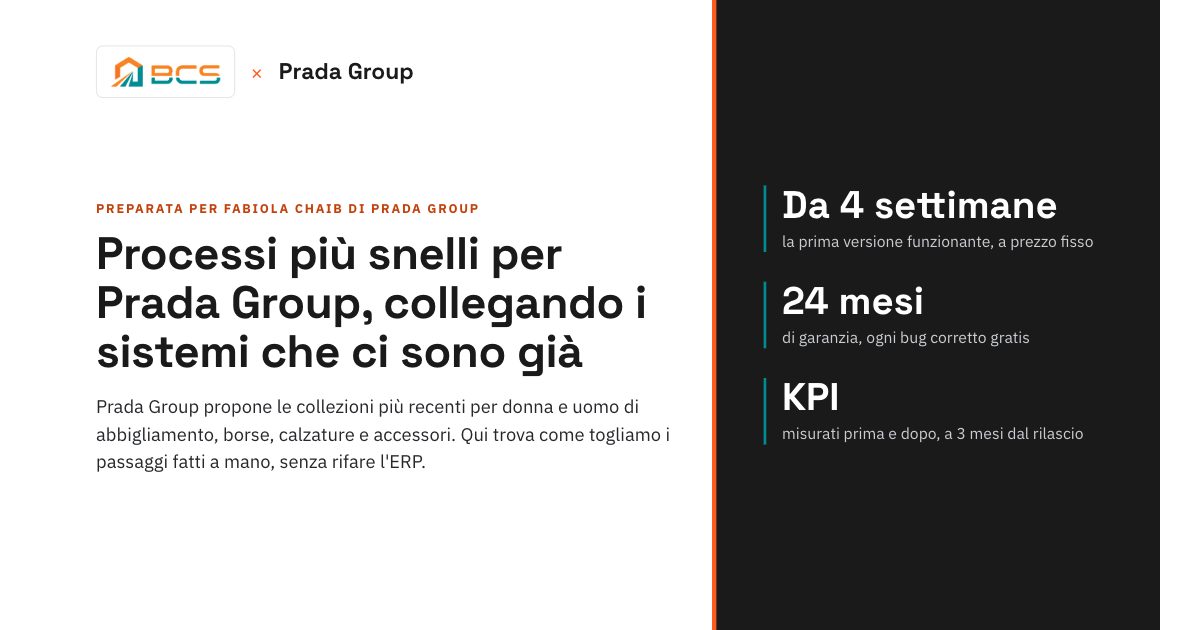 BCS × Prada Group
PREPARATA PER FABIOLA CHAIB DI PRADA GROUP
Processi più snelli per
Prada Group, collegando i
sistemi che ci sono già
Prada Group propone le collezioni più recenti per donna e uomo di
abbigliamento, borse, calzature e accessori. Qui trova come togliamo i
passaggi fatti a mano, senza rifare l'ERP.
Da 4 settimane
la prima versione funzionante, a prezzo fisso
24 mesi
di garanzia, ogni bug corretto gratis
KPI
misurati prima e dopo, a 3 mesi dal rilascio